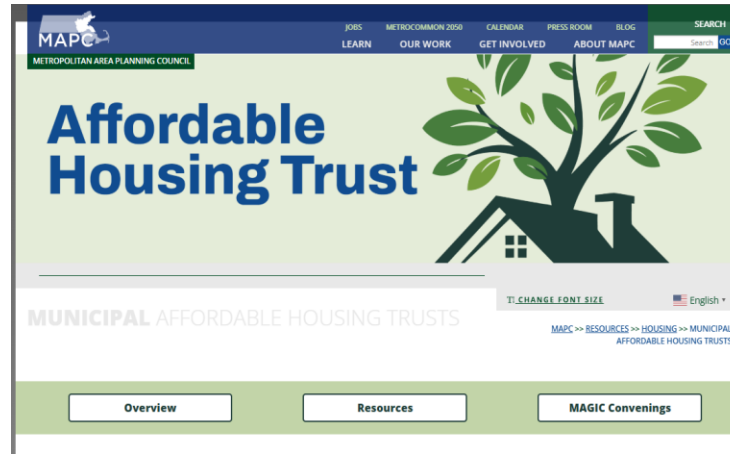 MAPC
METROPOLITAN AREA PLANNING COUNCIL
JOBS METROCOMMON 2050 CALENDAR PRESS ROOM BLOG
LEARN OUR WORK GET INVOLVED ABOUT MAPC
SEARCH
Search GO
Affordable
Housing Trust
TI CHANGE FONT SIZE
English
MUNICIPAL AFFORDABLE HOUSING TRUSTS
MAPC >> RESOURCES >> HOUSING >> MUNICIPAL
AFFORDABLE HOUSING TRUSTS
Overview Resources MAGIC Convenings